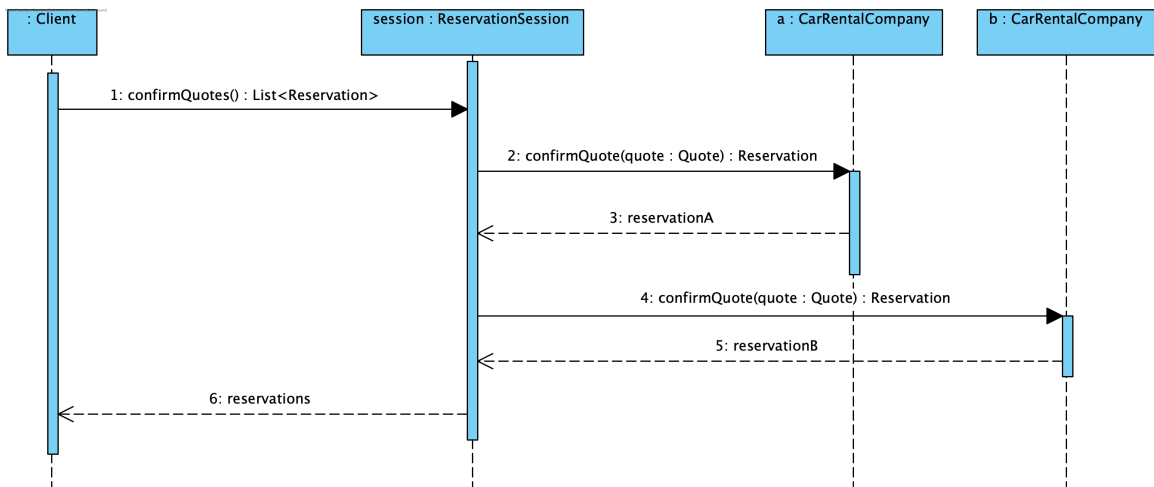 : Client
session : ReservationSession
a : CarRentalCompany
b : CarRentalCompany
1: confirmQuotes() : List<Reservation>
2: confirmQuote(quote : Quote) : Reservation
3: reservationA
4: confirmQuote(quote : Quote) : Reservation
5: reservationB
6: reservations